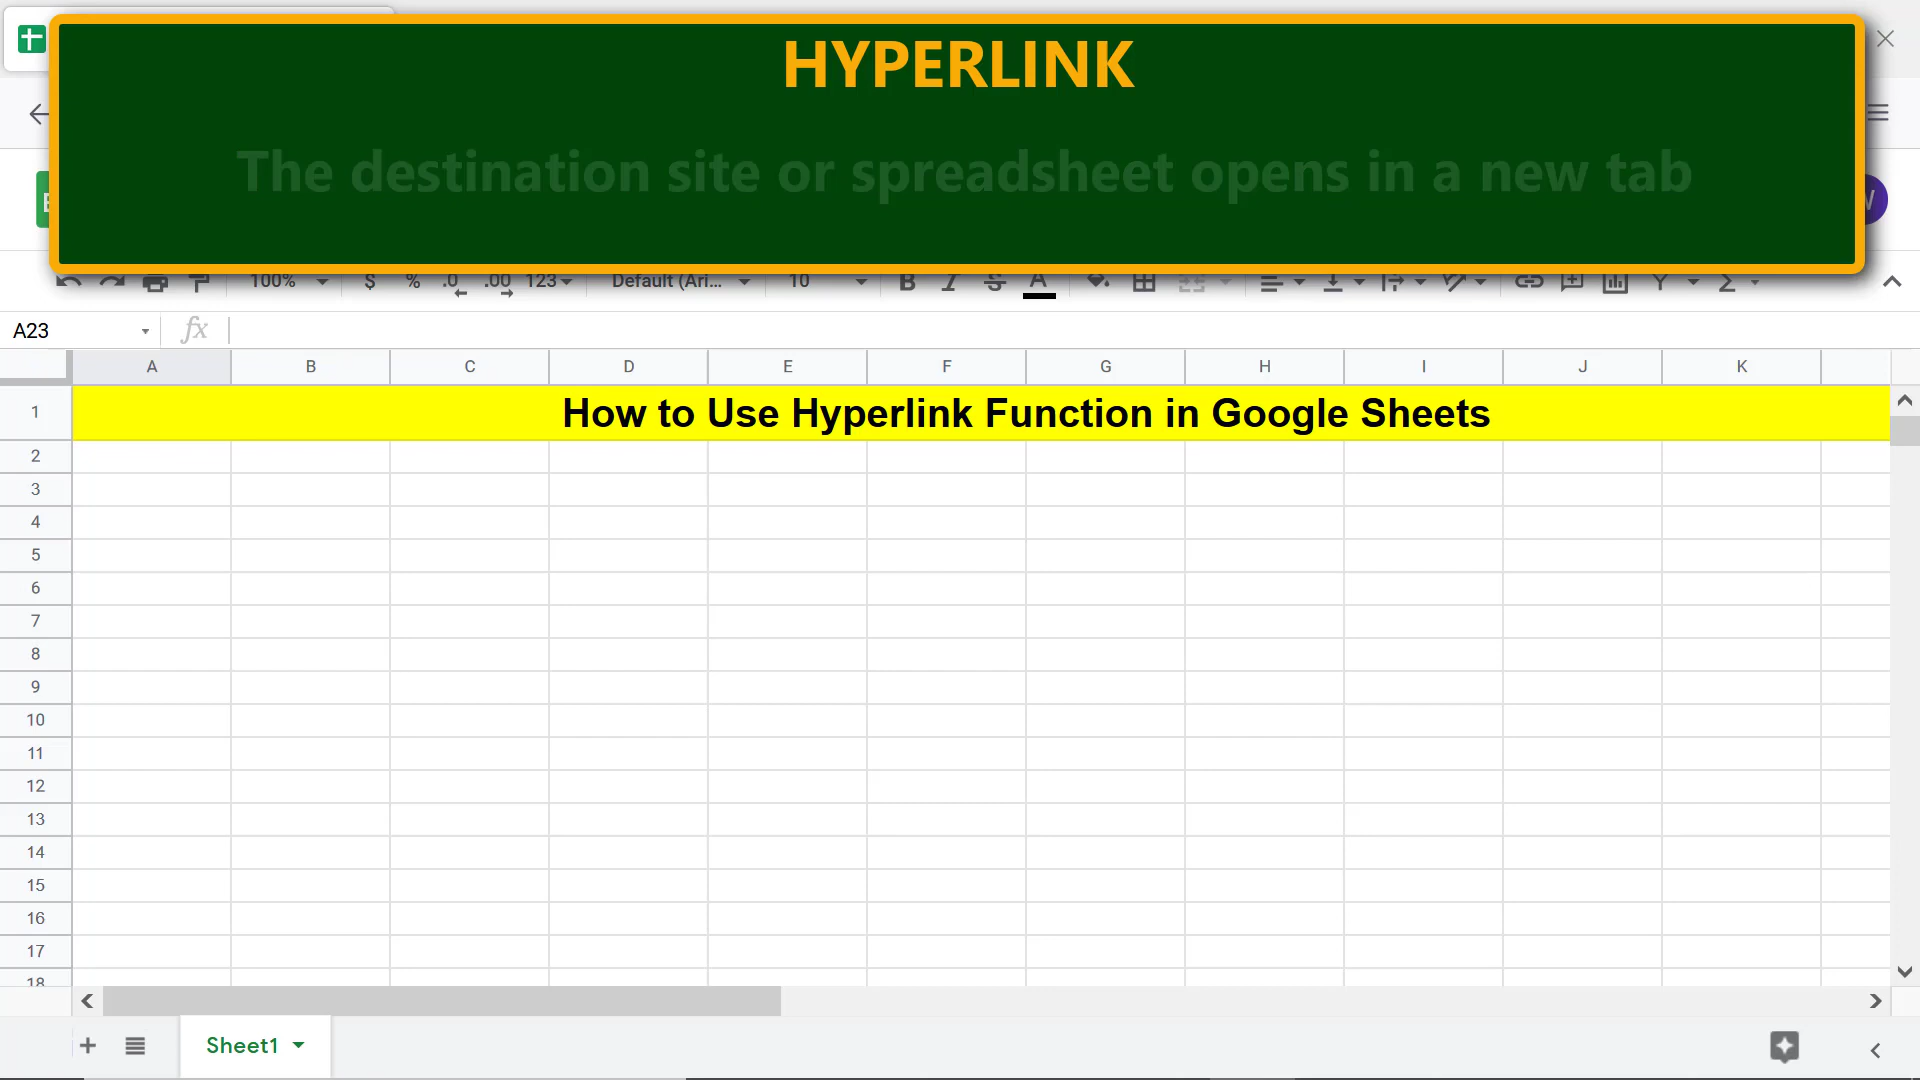 HYPERLINK
The destination site or spreadsheet opens in a new tab
100% $ % .0 .00 123 Default (Ari... 10 B I S A
A23 fx
A B C D E F G H I J K
1 How to Use Hyperlink Function in Google Sheets
2
3
4
5
6
7
8
9
10
11
12
13
14
15
16
17
18
Sheet1